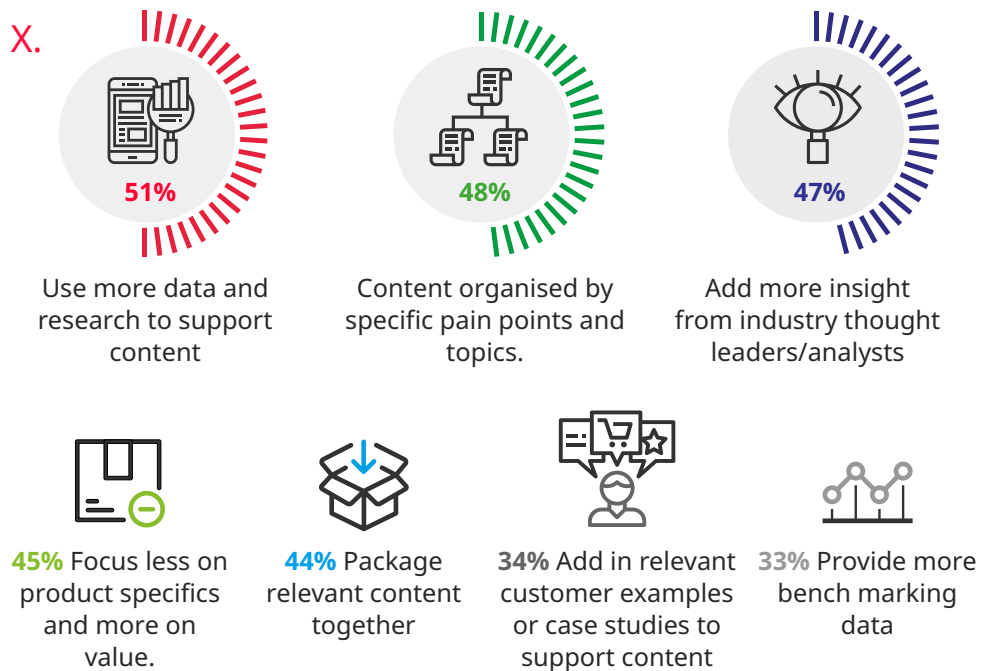 X.
51%
48%
47%
Use more data and
research to support
content
Content organised by
specific pain points and
topics.
Add more insight
from industry thought
leaders/analysts
45% Focus less on
product specifics
and more on
value.
44% Package
relevant content
together
34% Add in relevant
customer examples
or case studies to
support content
33% Provide more
bench marking
data